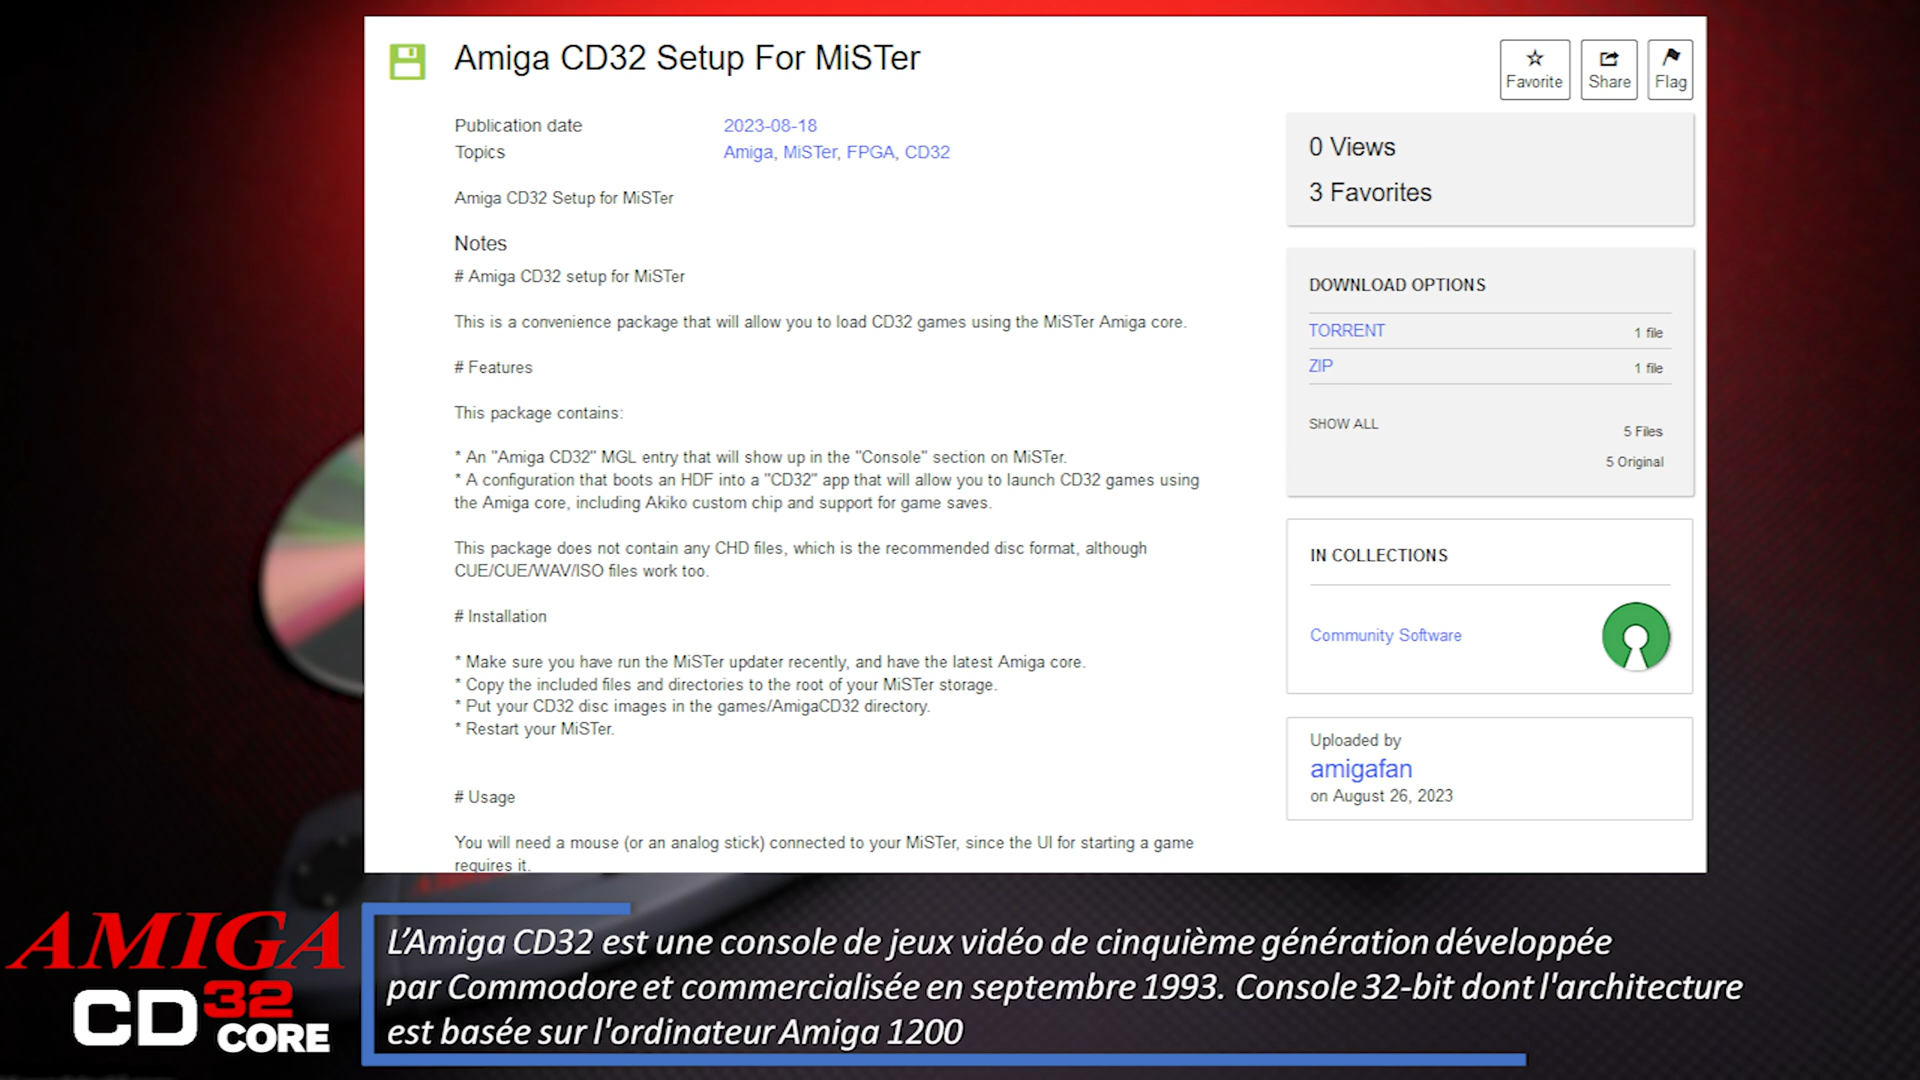 Amiga CD32 Setup For MiSTer
Favorite
Share
Flag
Publication date 2023-08-18
Topics Amiga, MiSTer, FPGA, CD32
Amiga CD32 Setup for MiSTer
Notes
# Amiga CD32 setup for MiSTer
This is a convenience package that will allow you to load CD32 games using the MiSTer Amiga core.
# Features
This package contains:
* An "Amiga CD32" MGL entry that will show up in the "Console" section on MiSTer.
* A configuration that boots an HDF into a "CD32" app that will allow you to launch CD32 games using
the Amiga core, including Akiko custom chip and support for game saves.
This package does not contain any CHD files, which is the recommended disc format, although
CUE/CUE/WAV/ISO files work too.
# Installation
* Make sure you have run the MiSTer updater recently, and have the latest Amiga core.
* Copy the included files and directories to the root of your MiSTer storage.
* Put your CD32 disc images in the games/AmigaCD32 directory.
* Restart your MiSTer.
# Usage
You will need a mouse (or an analog stick) connected to your MiSTer, since the UI for starting a game
requires it.
0 Views
3 Favorites
DOWNLOAD OPTIONS
TORRENT 1 file
ZIP 1 file
SHOW ALL 5 Files
5 Original
IN COLLECTIONS
Community Software
Uploaded by
amigafan
on August 26, 2023
AMIGA
CD32
CORE
L’Amiga CD32 est une console de jeux vidéo de cinquième génération développée
par Commodore et commercialisée en septembre 1993. Console 32-bit dont l'architecture
est basée sur l'ordinateur Amiga 1200